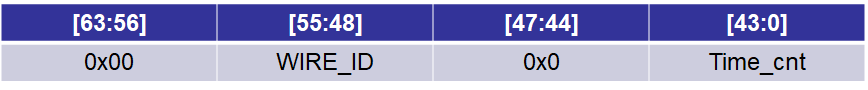 [63:56] [55:48] [47:44] [43:0]
0x00 WIRE_ID 0x0 Time_cnt